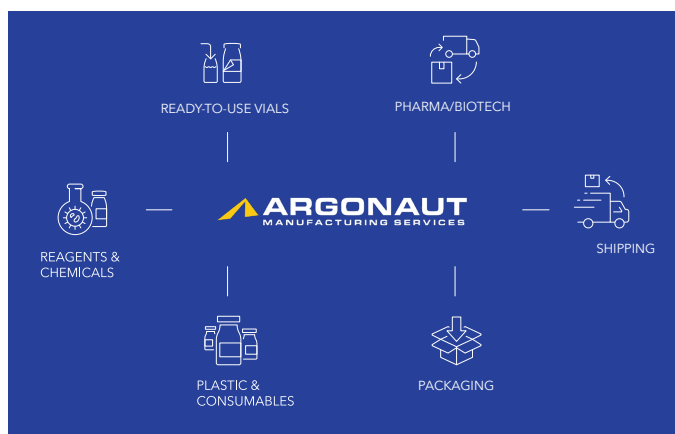 READY-TO-USE VIALS
PHARMA/BIOTECH
ARGONAUT
MANUFACTURING SERVICES
REAGENTS &
CHEMICALS
SHIPPING
PLASTIC &
CONSUMABLES
PACKAGING